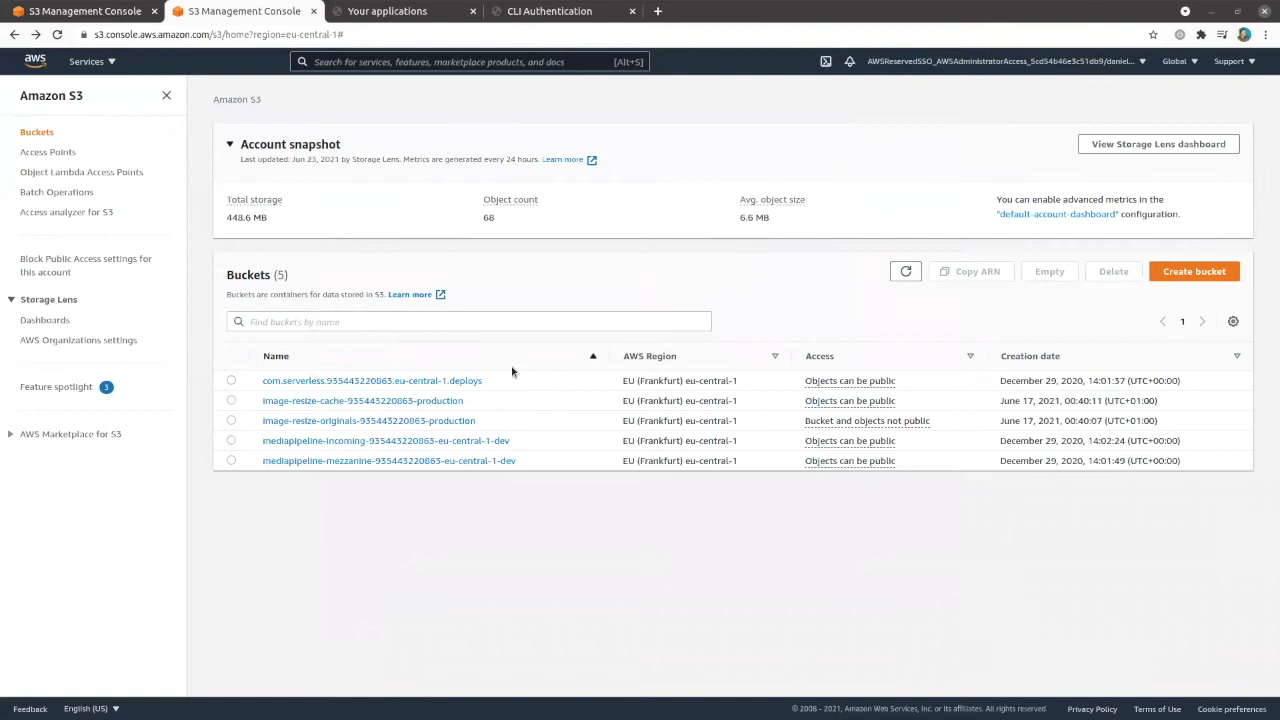 S3 Management Console
S3 Management Console
Your applications
CLI Authentication
s3.console.aws.amazon.com/s3/home?region=eu-central-1#
aws
Services
Search for services, features, marketplace products, and docs
[Alt+S]
AWSReservedSSO_AWSAdministratorAccess_5cd54b46e3c51db9/daniel...
Global
Support
Amazon S3
Buckets
Access Points
Object Lambda Access Points
Batch Operations
Access analyzer for S3
Block Public Access settings for
this account
Storage Lens
Dashboards
AWS Organizations settings
Feature spotlight 3
AWS Marketplace for S3
Amazon S3
Account snapshot
Last updated: Jun 23, 2021 by Storage Lens. Metrics are generated every 24 hours. Learn more
View Storage Lens dashboard
Total storage
448.6 MB
Object count
68
Avg. object size
6.6 MB
You can enable advanced metrics in the
"default-account-dashboard" configuration.
Buckets (5)
Buckets are containers for data stored in S3. Learn more
Copy ARN
Empty
Delete
Create bucket
Find buckets by name
1
Name AWS Region Access Creation date
com.serverless.935443220863.eu-central-1.deploys EU (Frankfurt) eu-central-1 Objects can be public December 29, 2020, 14:01:37 (UTC+00:00)
image-resize-cache-935443220863-production EU (Frankfurt) eu-central-1 Objects can be public June 17, 2021, 00:40:11 (UTC+01:00)
image-resize-originals-935443220863-production EU (Frankfurt) eu-central-1 Bucket and objects not public June 17, 2021, 00:40:07 (UTC+01:00)
mediapipeline-incoming-935443220863-eu-central-1-dev EU (Frankfurt) eu-central-1 Objects can be public December 29, 2020, 14:02:24 (UTC+00:00)
mediapipeline-mezzanine-935443220863-eu-central-1-dev EU (Frankfurt) eu-central-1 Objects can be public December 29, 2020, 14:01:49 (UTC+00:00)
Feedback
English (US)
© 2008 - 2021, Amazon Web Services, Inc. or its affiliates. All rights reserved.
Privacy Policy
Terms of Use
Cookie preferences